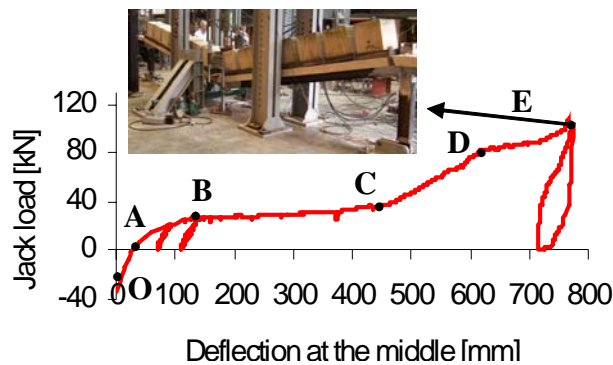 Jack load [kN]
120
80
40
0
-40
O
A
B
C
D
E
0 100 200 300 400 500 600 700 800
Deflection at the middle [mm]